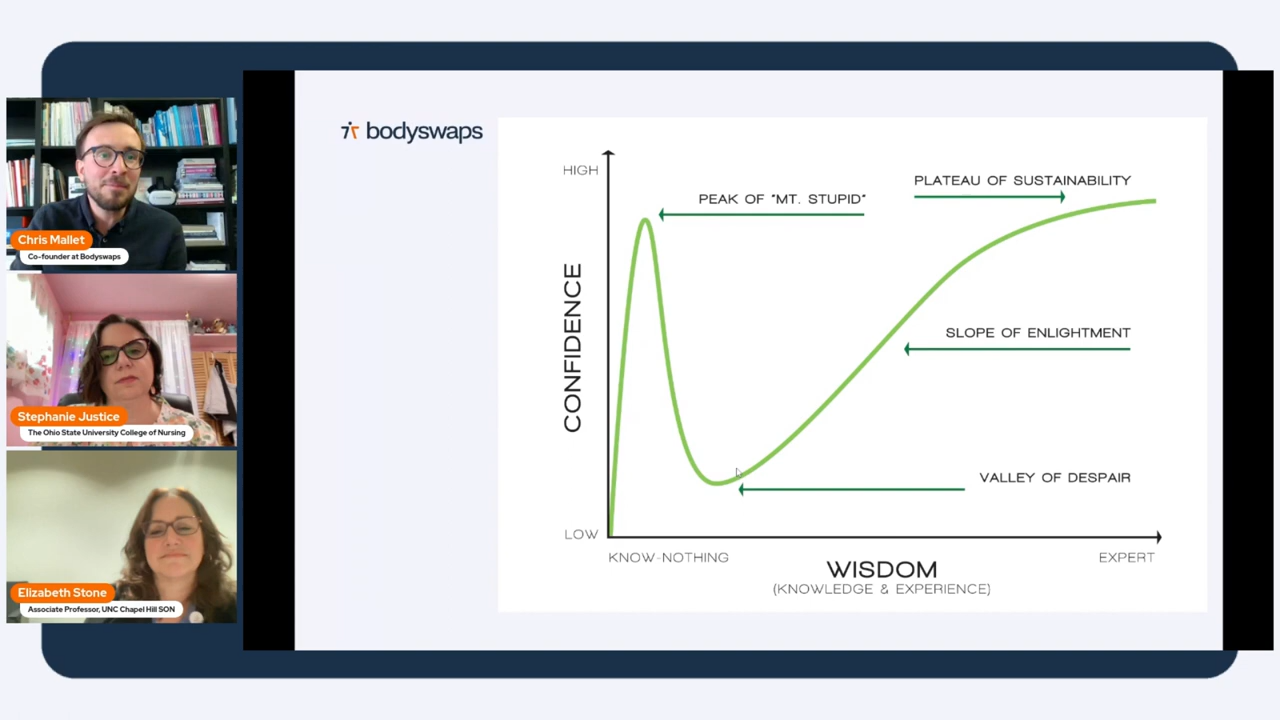 Chris Mallet
Co-founder at Bodyswaps
Stephanie Justice
The Ohio State University College of Nursing
Elizabeth Stone
Associate Professor, UNC Chapel Hill SON
bodyswaps
HIGH
PEAK OF "MT. STUPID"
PLATEAU OF SUSTAINABILITY
CONFIDENCE
SLOPE OF ENLIGHTMENT
VALLEY OF DESPAIR
LOW
KNOW-NOTHING
WISDOM
(KNOWLEDGE & EXPERIENCE)
EXPERT